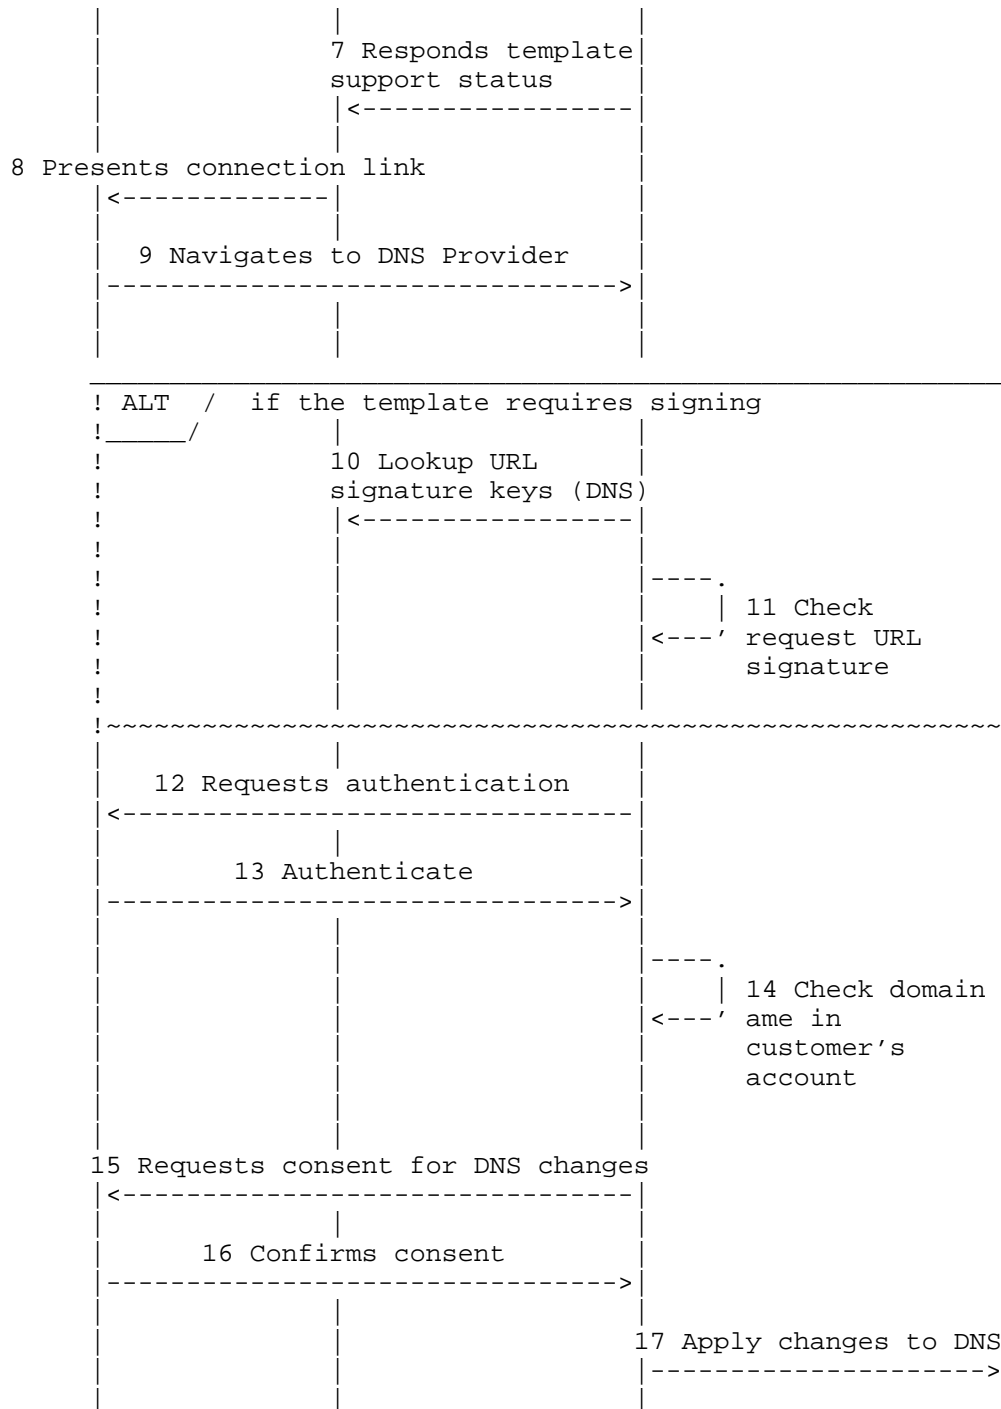 7 Responds template
support status
8 Presents connection link
9 Navigates to DNS Provider
ALT / if the template requires signing
10 Lookup URL
signature keys (DNS)
11 Check
request URL
signature
12 Requests authentication
13 Authenticate
14 Check domain
ame in
customer's
account
15 Requests consent for DNS changes
16 Confirms consent
17 Apply changes to DNS